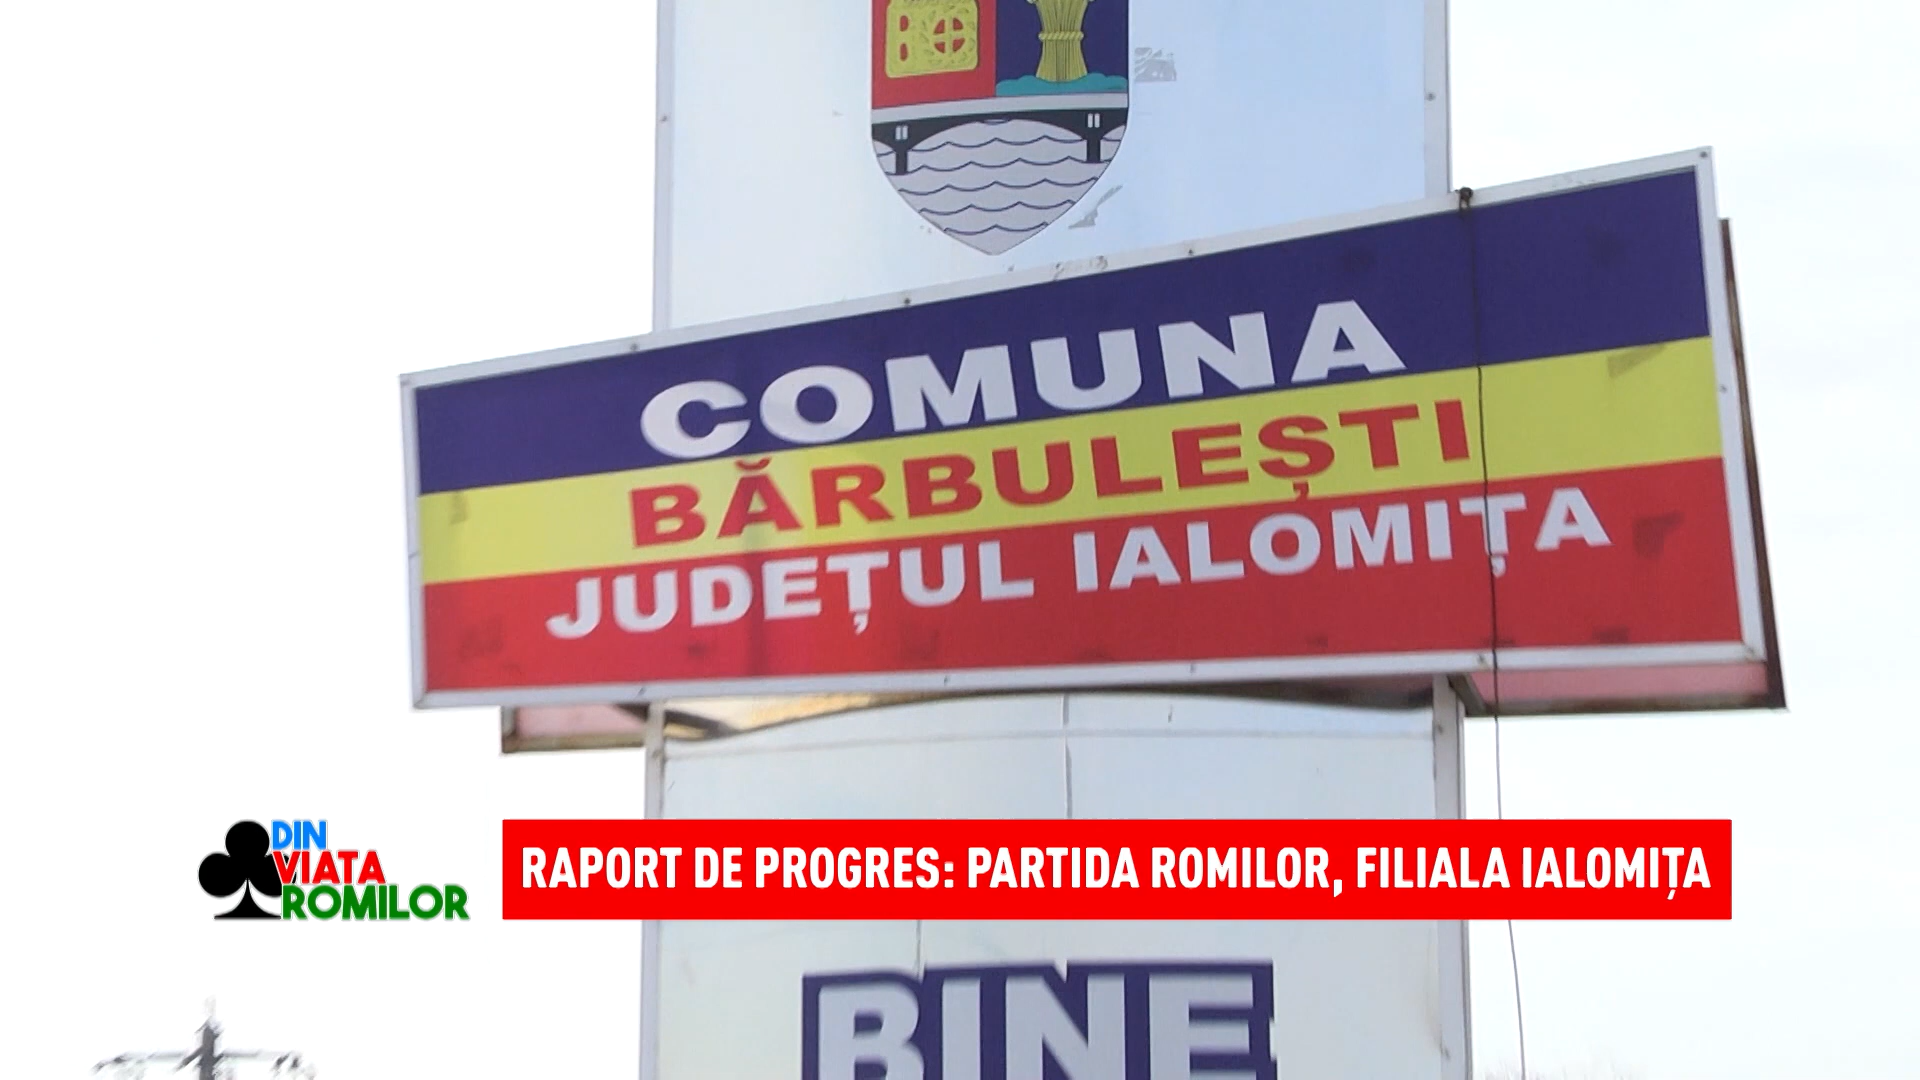 COMUNA
BĂRBULEȘTI
JUDEȚUL IALOMIȚA
DIN
VIATA
ROMILOR
RAPORT DE PROGRES: PARTIDA ROMILOR, FILIALA IALOMIȚA
BINE